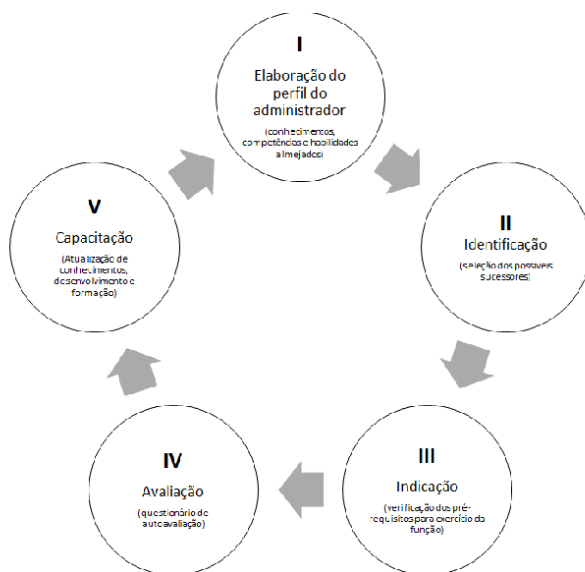 I
Elaboração do
perfil do
administrador
(conhecimentos,
competências e habilidades
almejados)
II
Identificação
(seleção dos possíveis
sucessores)
III
Indicação
(verificação dos pré-
requisitos para exercício da
função)
IV
Avaliação
(questionário de
autoavaliação)
V
Capacitação
(Atualização de
conhecimentos,
desenvolvimento e
formação)